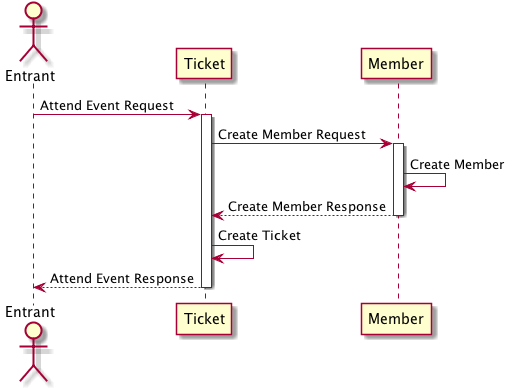 Entrant
Ticket
Member
Attend Event Request
Create Member Request
Create Member
Create Member Response
Create Ticket
Attend Event Response
Entrant
Ticket
Member